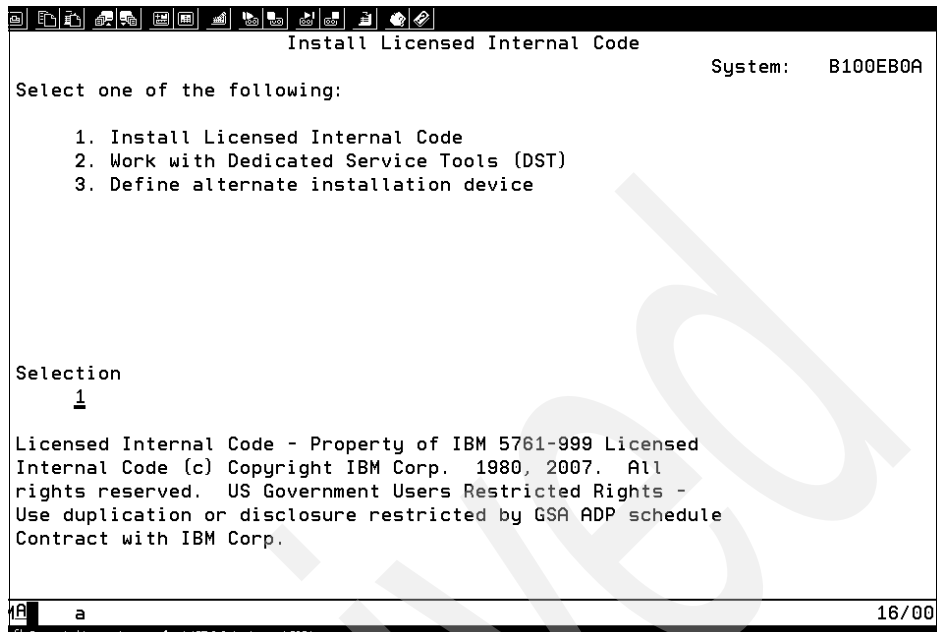 Install Licensed Internal Code
System: B100EB0A
Select one of the following:
1. Install Licensed Internal Code
2. Work with Dedicated Service Tools (DST)
3. Define alternate installation device
Selection
1
Licensed Internal Code - Property of IBM 5761-999 Licensed
Internal Code (c) Copyright IBM Corp. 1980, 2007. All
rights reserved. US Government Users Restricted Rights -
Use duplication or disclosure restricted by GSA ADP schedule
Contract with IBM Corp.
MA a 16/00
ived